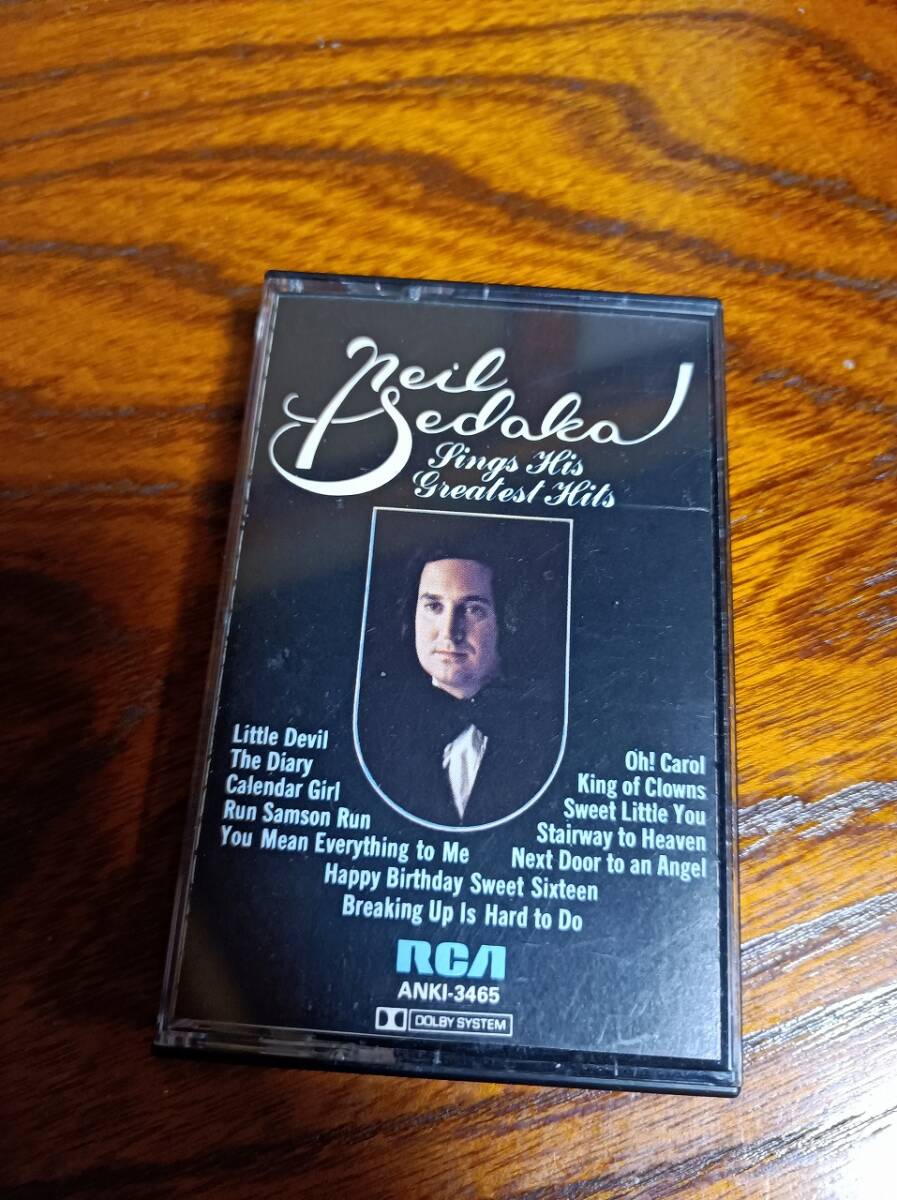 Neil
Sedaka
Sings His
Greatest Hits
Little Devil
The Diary
Calendar Girl
Run Samson Run
You Mean Everything to Me
Oh! Carol
King of Clowns
Sweet Little You
Stairway to Heaven
Next Door to an Angel
Happy Birthday Sweet Sixteen
Breaking Up Is Hard to Do
RCA
ANKI-3465
DOLBY SYSTEM